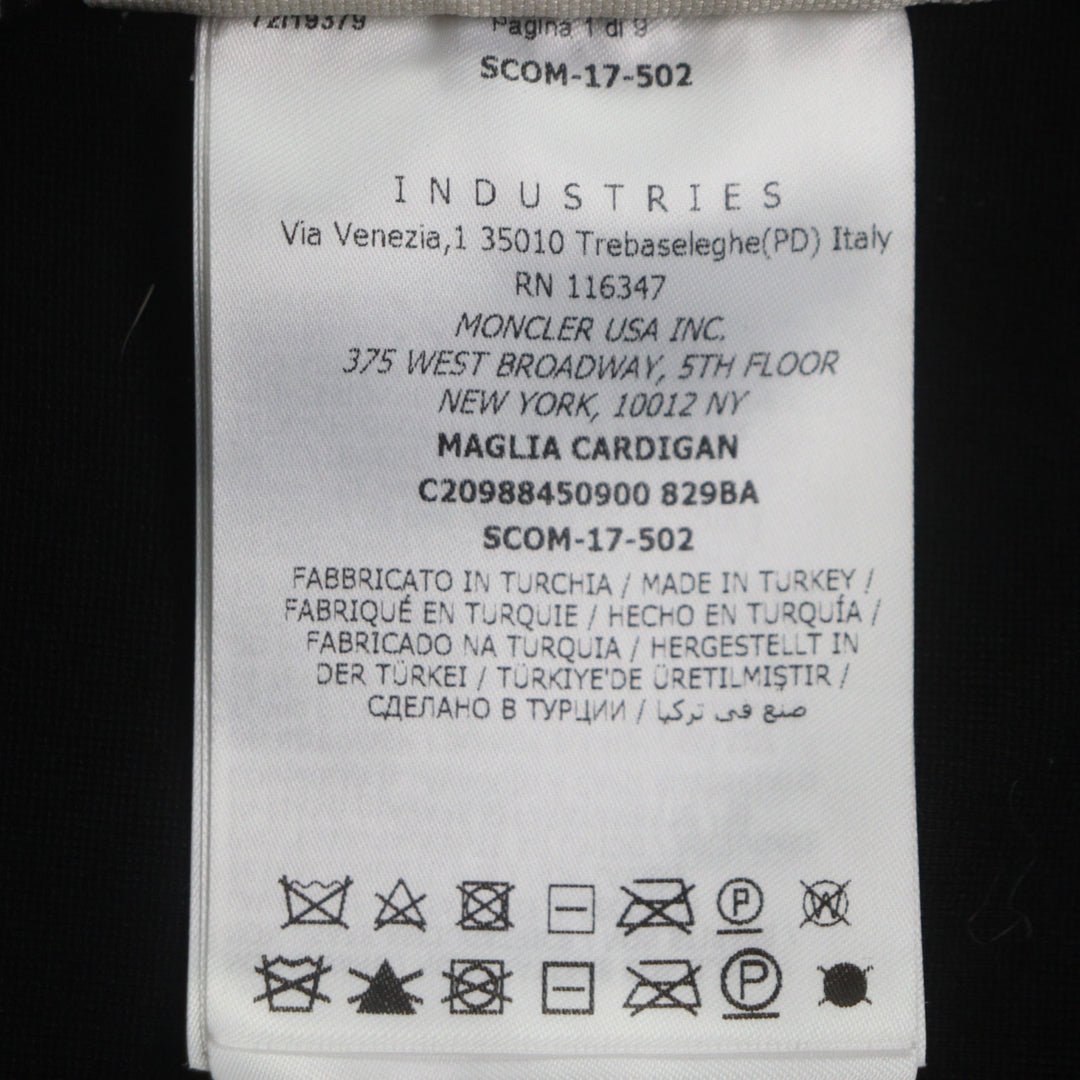 Pagina 1 di 9
SCOM-17-502
INDUSTRIES
Via Venezia,1 35010 Trebaseleghe(PD) Italy
RN 116347
MONCLER USA INC.
375 WEST BROADWAY, 5TH FLOOR
NEW YORK, 10012 NY
MAGLIA CARDIGAN
C20988450900 829BA
SCOM-17-502
FABBRICATO IN TURCHIA / MADE IN TURKEY /
FABRIQUÉ EN TURQUIE / HECHO EN TURQUÍA /
FABRICADO NA TURQUIA / HERGESTELLT IN
DER TÜRKEI / TÜRKIYE'DE ÜRETILMIŞTIR /
СДЕЛАНО В ТУРЦИИ / صنع في تركيا
P W
P